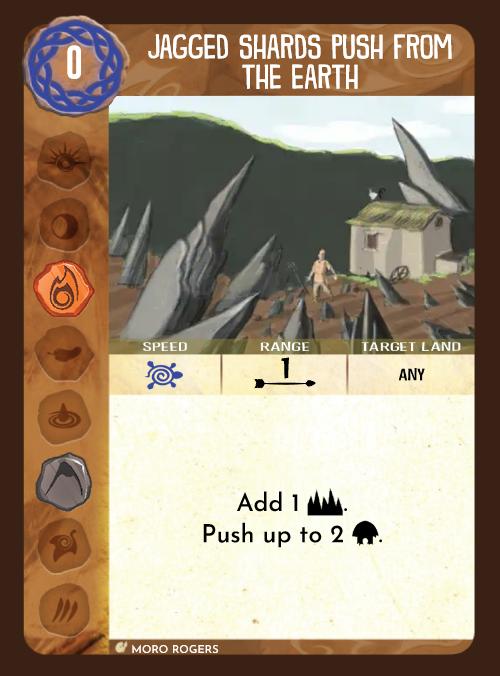 0
JAGGED SHARDS PUSH FROM
THE EARTH
SPEED
RANGE
TARGET LAND
1
ANY
Add 1 .
Push up to 2 .
MORO ROGERS